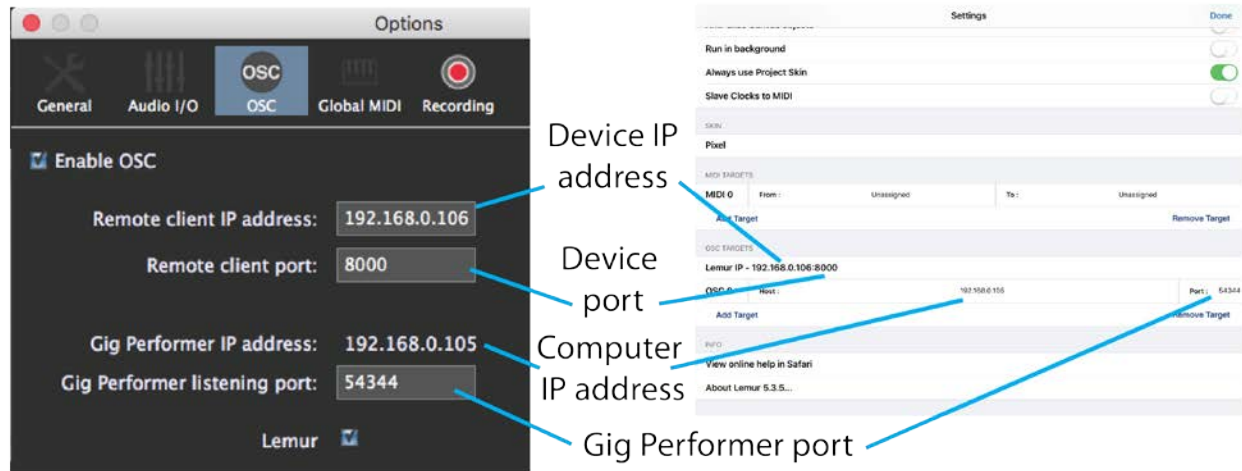 Options
General
Audio I/O
OSC
OSC
Global MIDI
Recording
Enable OSC
Remote client IP address: 192.168.0.106
Remote client port: 8000
Gig Performer IP address: 192.168.0.105
Gig Performer listening port: 54344
Lemur
Device IP
address
Device
port
Computer
IP address
Gig Performer port
Settings
Done
Run in background
Always use Project Skin
Slave Clocks to MIDI
SKIN
Pixel
MIDI TARGETS
MIDI 0 From : Unassigned To : Unassigned
Add Target Remove Target
OSC TARGETS
Lemur IP - 192.168.0.106:8000
OSC 0 Host : 192.168.0.105 Port : 54344
Add Target Remove Target
INFO
View online help in Safari
About Lemur 5.3.5...